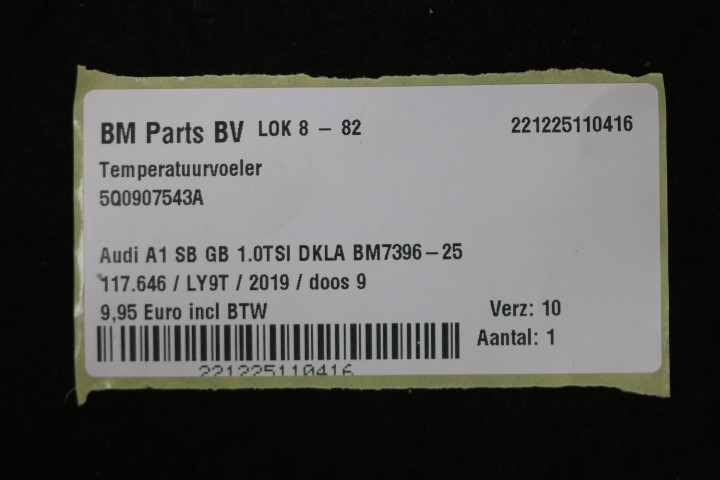 BM Parts BV LOK 8 - 82 221225110416
Temperatuurvoeler
5Q0907543A
Audi A1 SB GB 1.0TSI DKLA BM7396-25
117.646 / LY9T / 2019 / doos 9
9,95 Euro incl BTW Verz: 10
Aantal: 1
221225110416